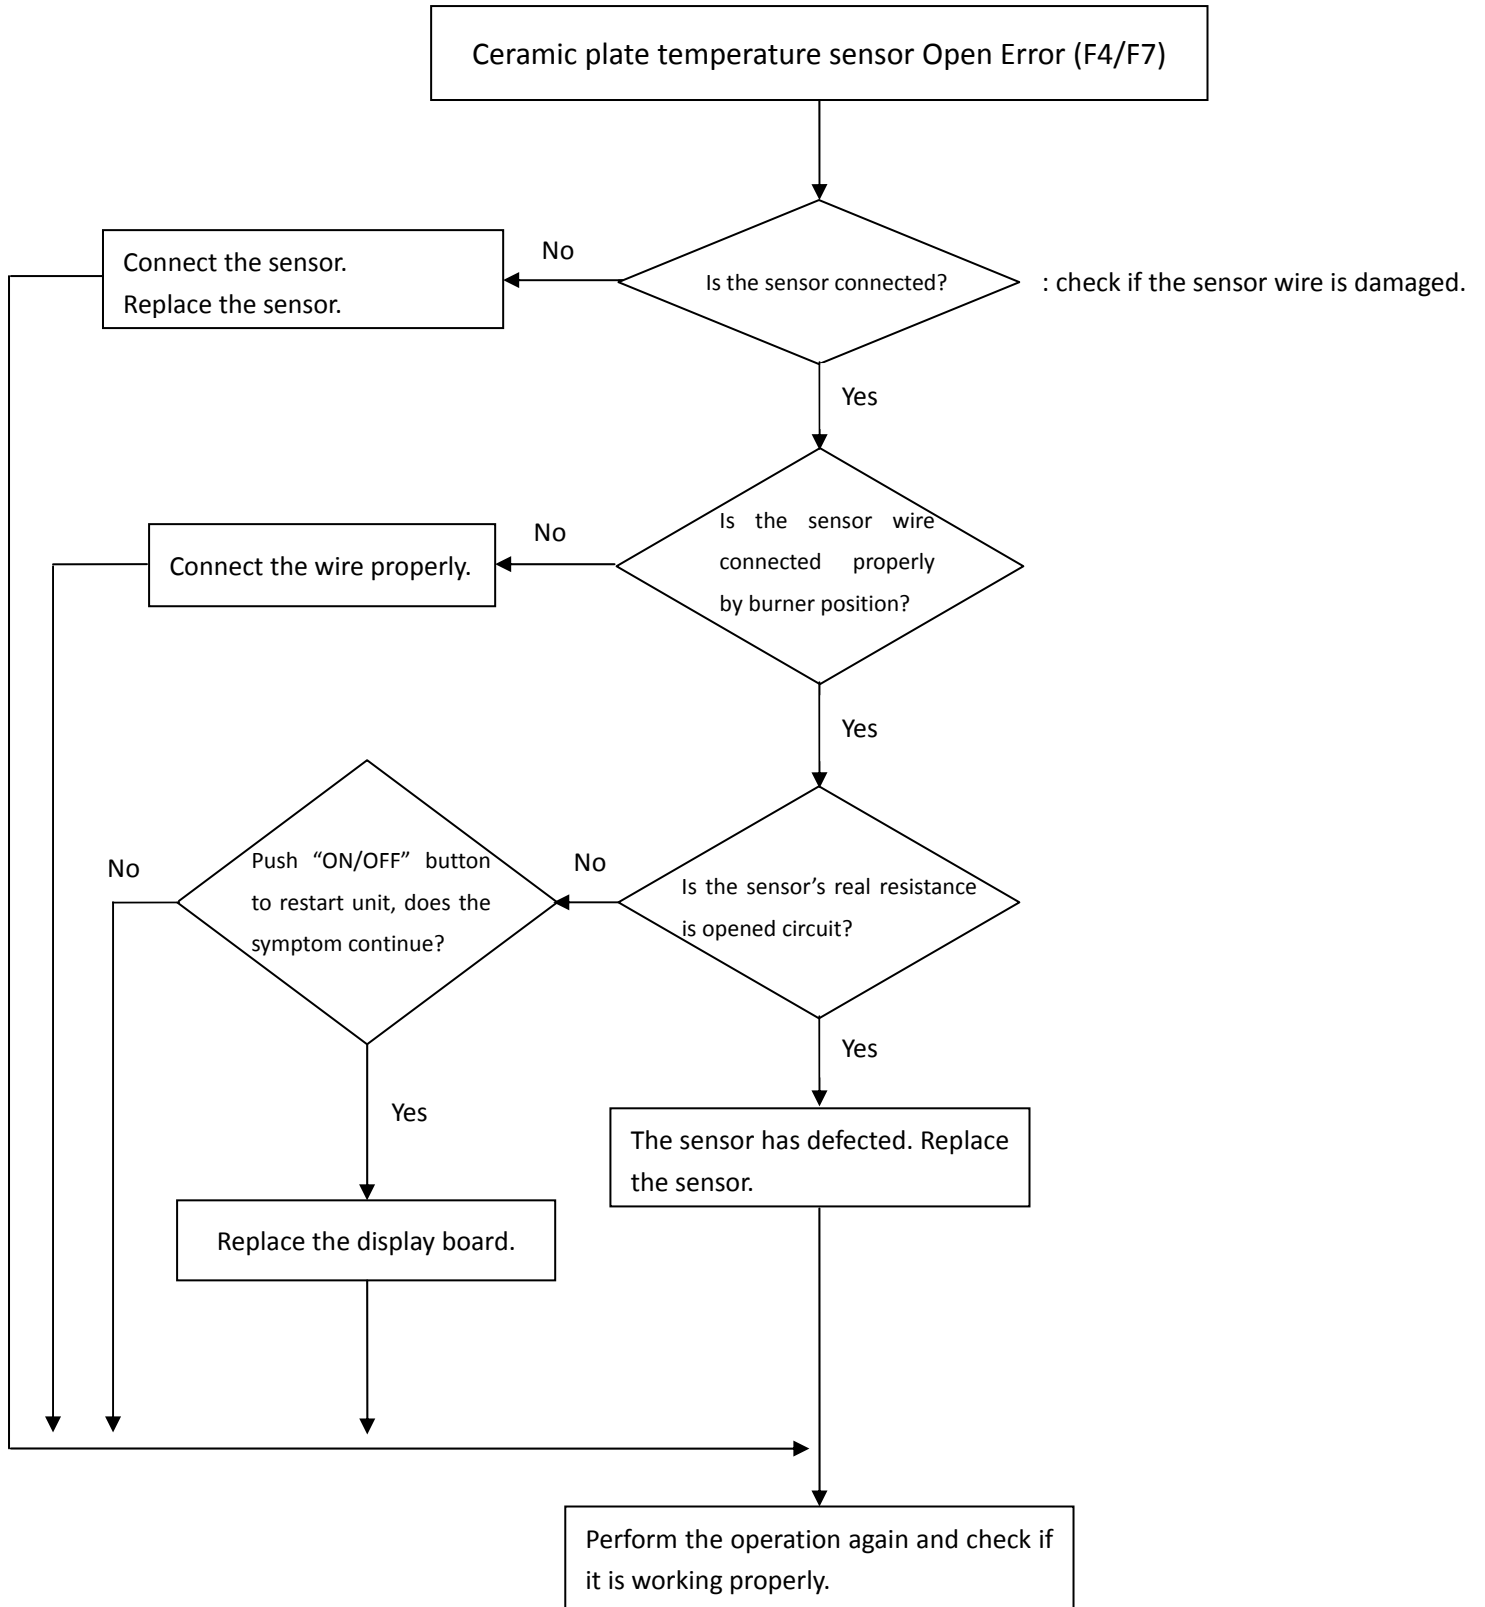 Ceramic plate temperature sensor Open Error (F4/F7)
No
Connect the sensor.
Replace the sensor.
Is the sensor connected?
: check if the sensor wire is damaged.
Yes
No
Connect the wire properly.
Is the sensor wire
connected properly
by burner position?
Yes
No
Push “ON/OFF” button
to restart unit, does the
symptom continue?
No
Is the sensor’s real resistance
is opened circuit?
Yes
Yes
The sensor has defected. Replace
the sensor.
Replace the display board.
Perform the operation again and check if
it is working properly.